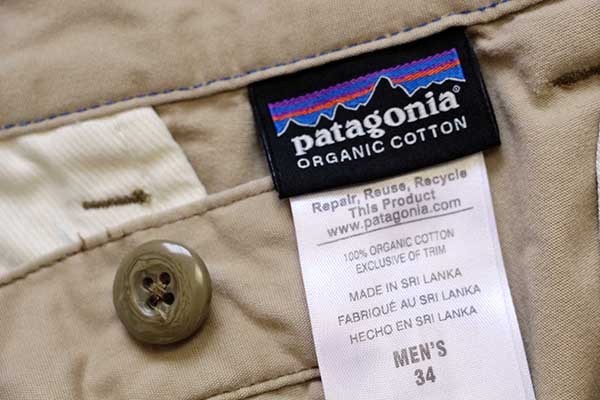 patagonia®
ORGANIC COTTON
Repair, Reuse, Recycle
This Product
www.patagonia.com
100% ORGANIC COTTON
EXCLUSIVE OF TRIM
MADE IN SRI LANKA
FABRIQUÉ AU SRI LANKA
HECHO EN SRI LANKA
MEN'S
34